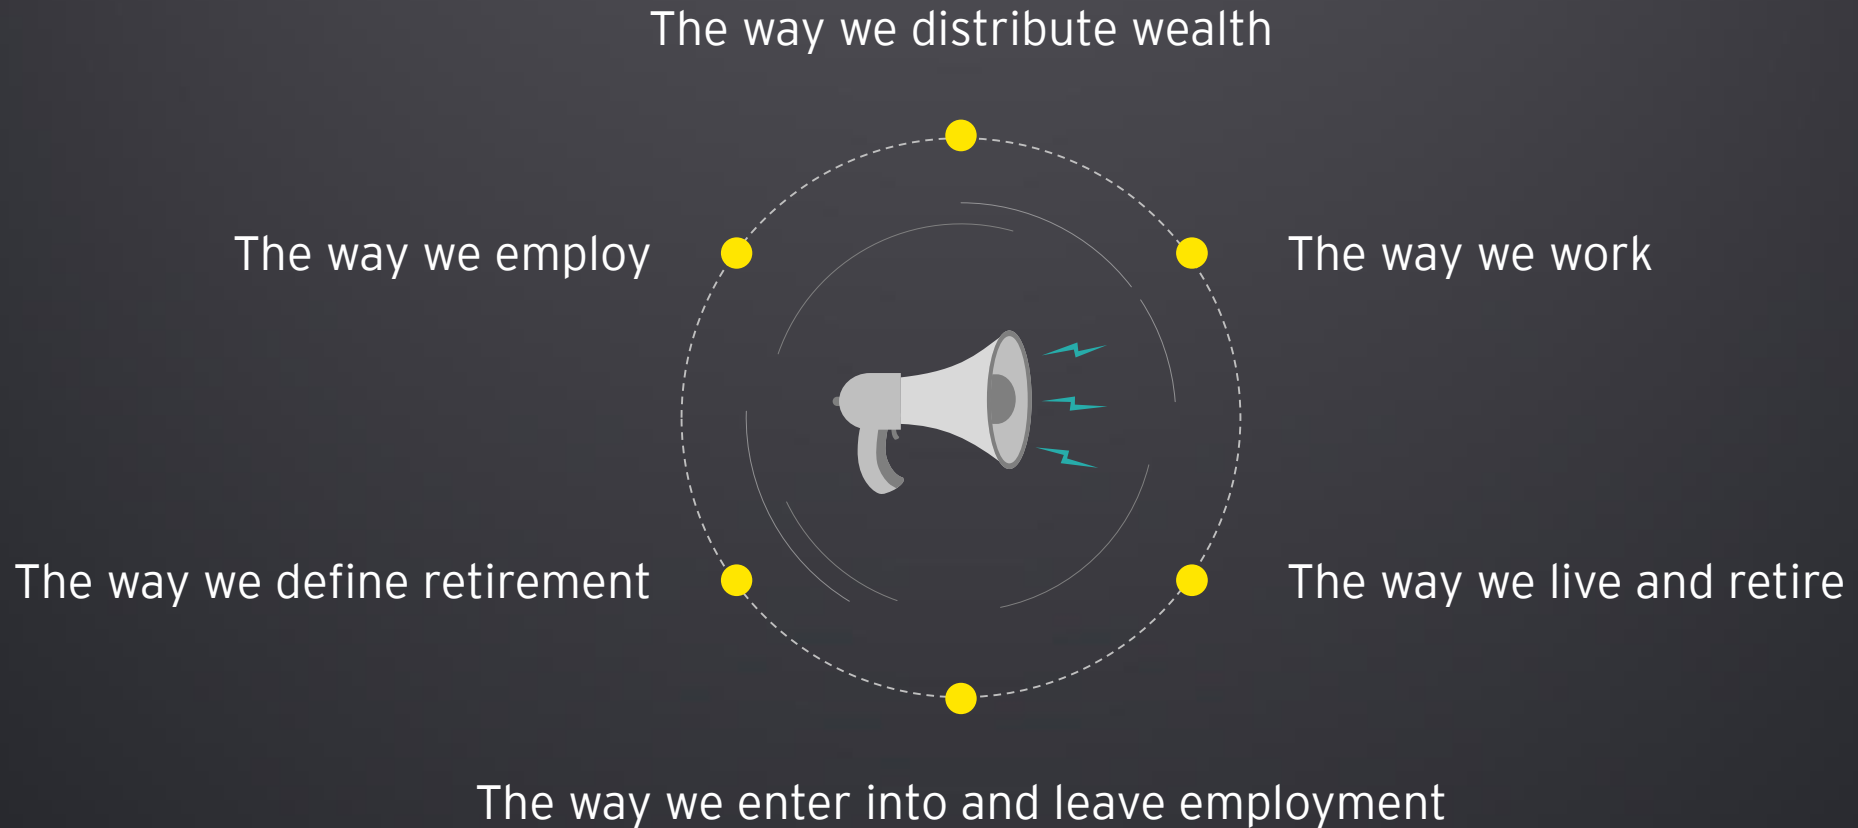 The way we distribute wealth
The way we employ
The way we work
The way we define retirement
The way we live and retire
The way we enter into and leave employment